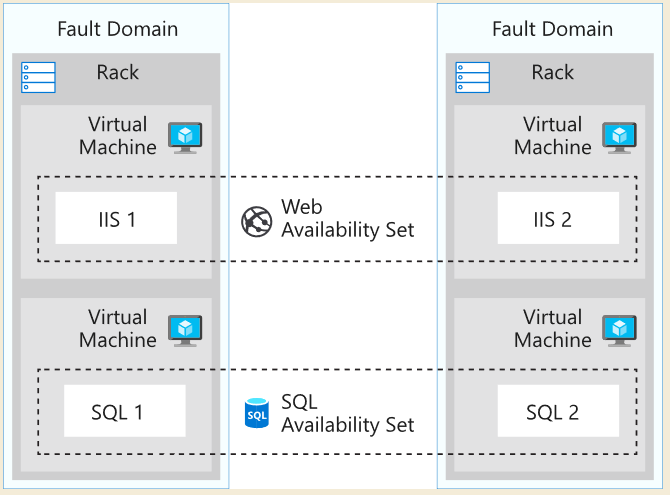 Fault Domain
Rack
Virtual
Machine
IIS 1
Virtual
Machine
SQL 1
Web
Availability Set
SQL
SQL
Availability Set
Fault Domain
Rack
Virtual
Machine
IIS 2
Virtual
Machine
SQL 2